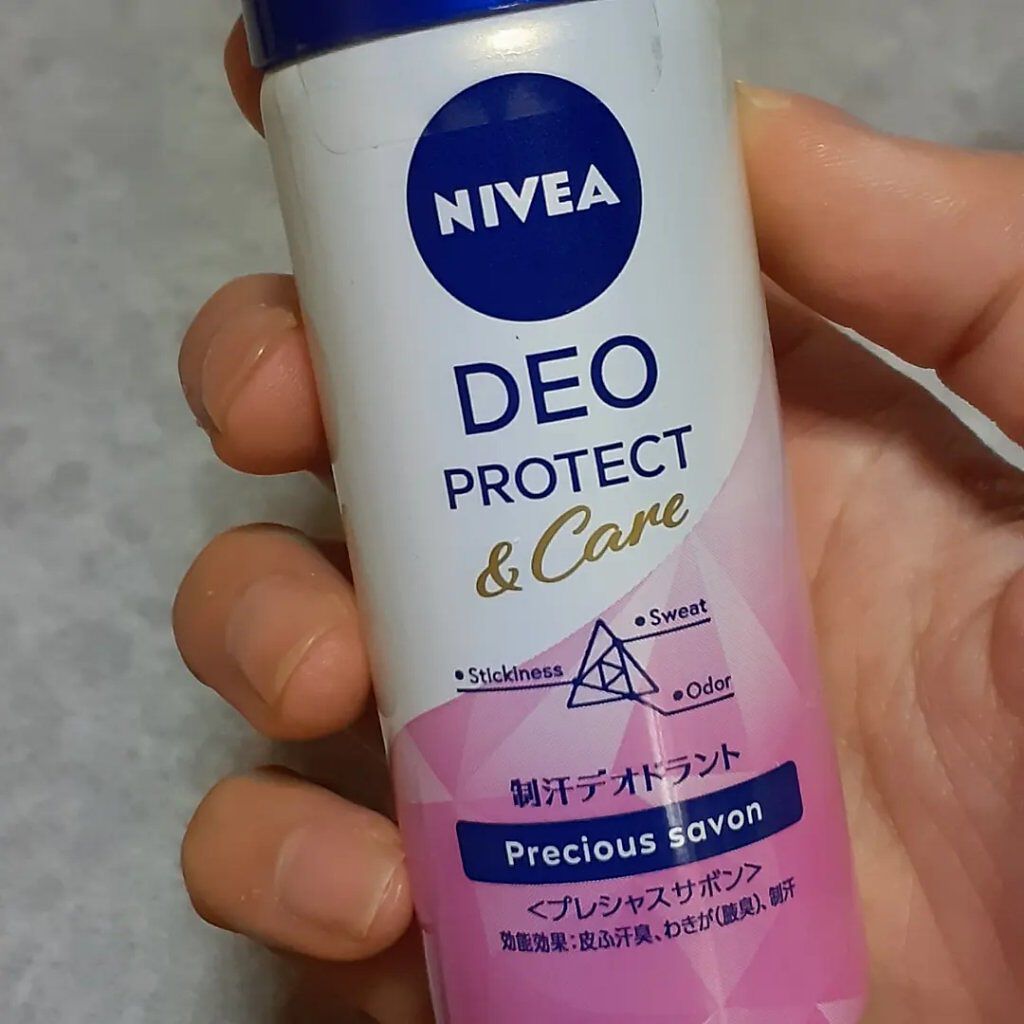 NIVEA
DEO
PROTECT
& Care
• Sweat
• Stickiness
• Odor
制汗デオドラント
Precious savon
<プレシャスサボン>
効能効果:皮ふ汗臭、わきが(腋臭)、制汗